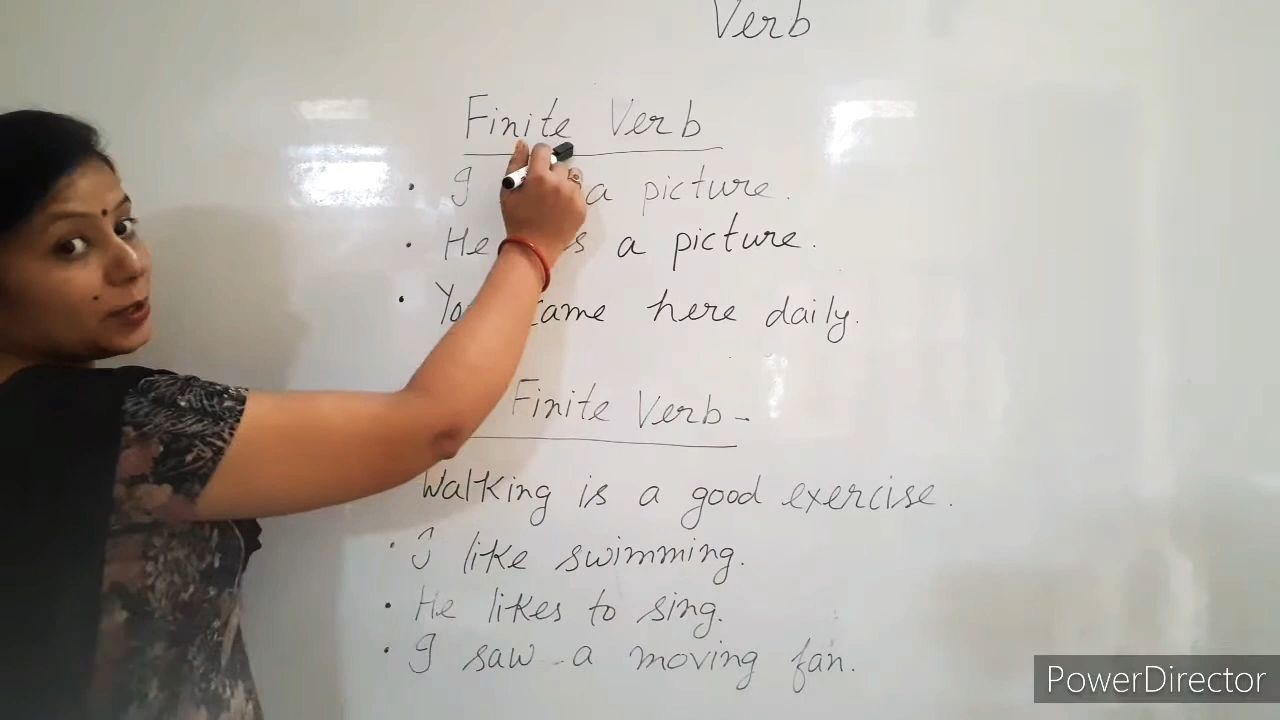 Verb
Finite Verb
I a picture.
He a picture.
came here daily.
Finite Verb -
Walking is a good exercise.
I like swimming.
He likes to sing.
I saw a moving fan.
PowerDirector